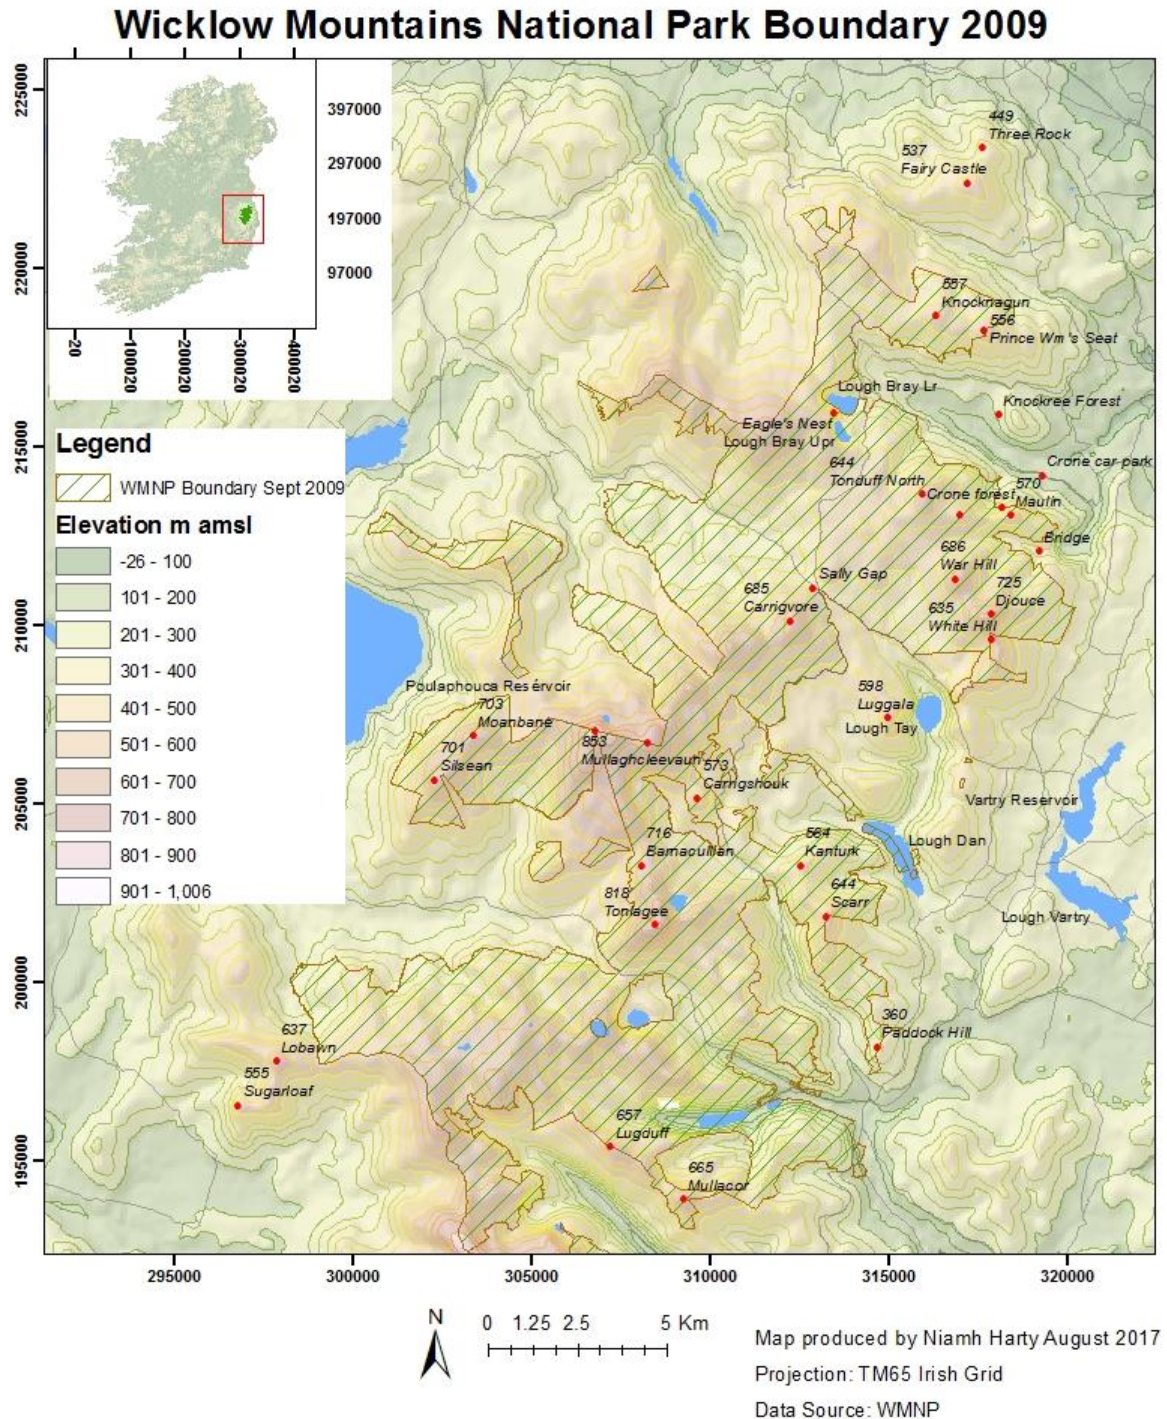 Wicklow Mountains National Park Boundary 2009
225000
220000
215000
210000
205000
200000
195000
397000
297000
197000
97000
-20
100020
200020
300020
400020
449
Three Rock
537
Fairy Castle
557
Knocknagun
556
Prince Wm's Seat
Lough Bray Lr
Knockree Forest
Eagle's Nest
Lough Bray Upr
644
Tonduff North
Crone car park
Crone forest
570
Maulin
Bridge
686
War Hill
Sally Gap
725
Djouce
685
Carrigvore
635
White Hill
598
Luggala
Lough Tay
Poulaphouca Reservoir
703
Moanbane
701
Silsean
853
Mullaghcleevaun
573
Carrigshouk
Vartry Reservoir
716
Barnacullian
564
Kanturk
Lough Dan
818
Tonlagee
644
Scarr
Lough Vartry
360
Paddock Hill
637
Lobawn
555
Sugarloaf
657
Lugduff
665
Mullacor
Legend
WMNP Boundary Sept 2009
Elevation m amsl
-26 - 100
101 - 200
201 - 300
301 - 400
401 - 500
501 - 600
601 - 700
701 - 800
801 - 900
901 - 1,006
295000 300000 305000 310000 315000 320000
N
0 1.25 2.5 5 Km
Map produced by Niamh Harty August 2017
Projection: TM65 Irish Grid
Data Source: WMNP